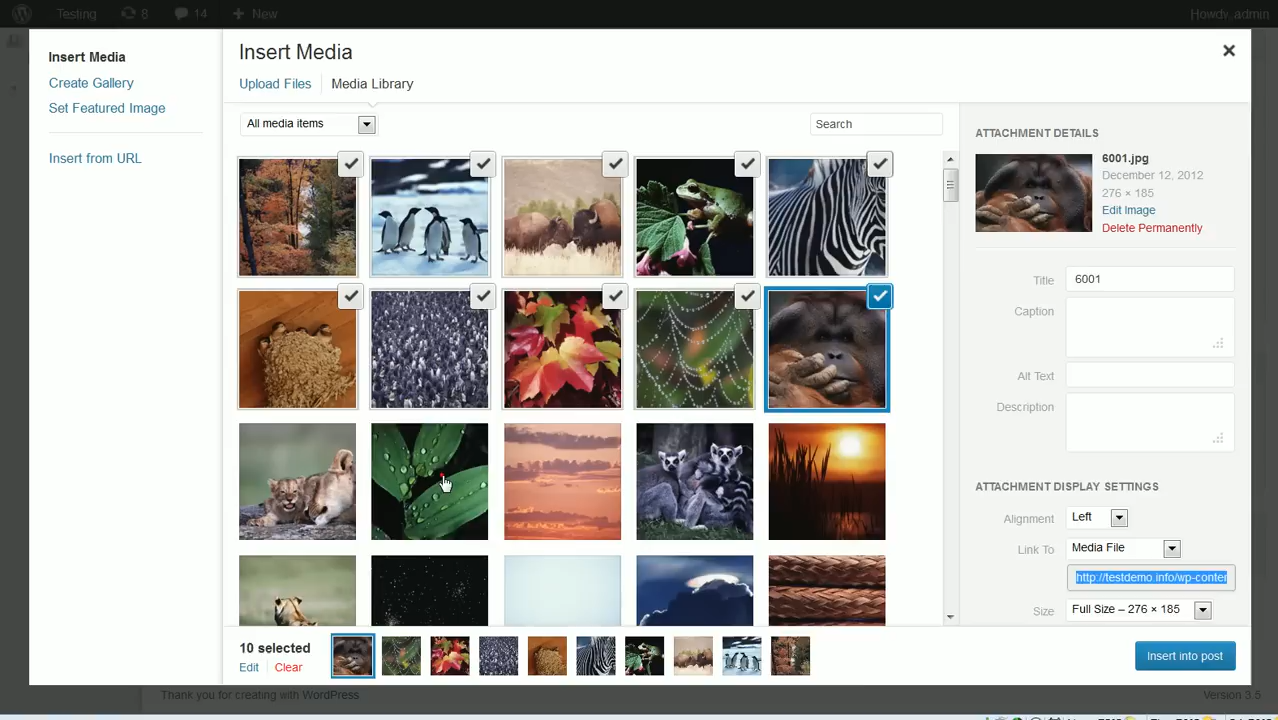 Testing 8 14 New Howdy, admin
Insert Media
Create Gallery
Set Featured Image
Insert from URL
Insert Media
Upload Files Media Library
All media items
Search
10 selected
Edit Clear
ATTACHMENT DETAILS
6001.jpg
December 12, 2012
276 × 185
Edit Image
Delete Permanently
Title 6001
Caption
Alt Text
Description
ATTACHMENT DISPLAY SETTINGS
Alignment Left
Link To Media File
http://testdemo.info/wp-conter
Size Full Size – 276 × 185
Insert into post
Thank you for creating with WordPress Version 3.5